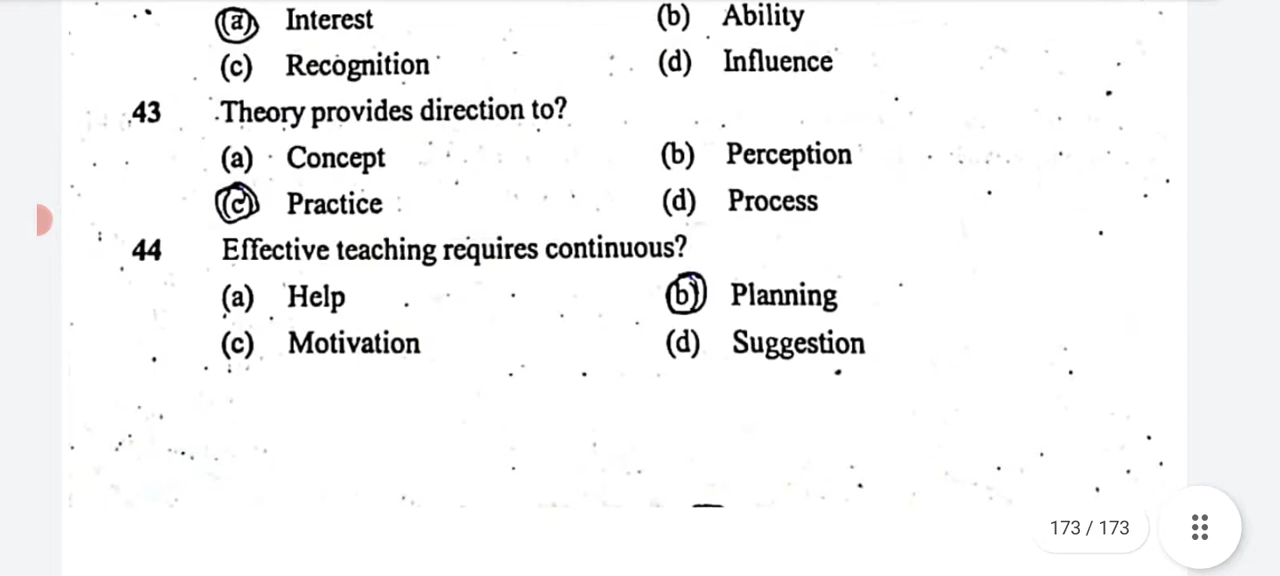 (a) Interest (b) Ability
(c) Recognition (d) Influence
43 Theory provides direction to?
(a) Concept (b) Perception
(c) Practice (d) Process
44 Effective teaching requires continuous?
(a) Help (b) Planning
(c) Motivation (d) Suggestion
173 / 173